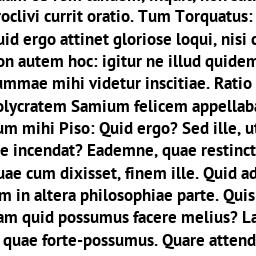 roclivi currit oratio. Tum Torquatus:
uid ergo attinet gloriose loqui, nisi c
on autem hoc: igitur ne illud quidem
ummae mihi videtur inscitiae. Ratio
olycratem Samium felicem appellaba
um mihi Piso: Quid ergo? Sed ille, ut
e incendat? Eademne, quae restinct
uae cum dixisset, finem ille. Quid ad
m in altera philosophiae parte. Quis
am quid possumus facere melius? La
quae forte-possumus. Quare attend